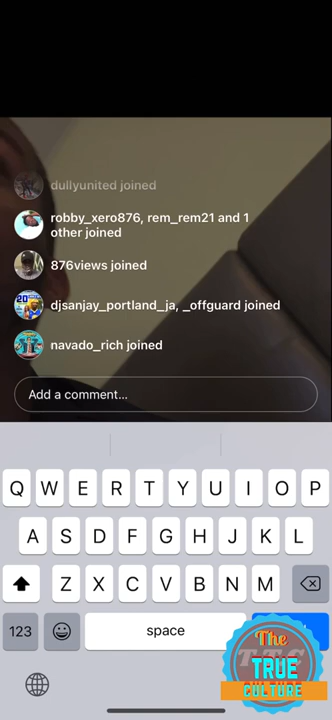 dullyunited joined
robby_xero876, rem_rem21 and 1
other joined
876views joined
djsanjay_portland_ja, _offguard joined
navado_rich joined
Add a comment...
Q W E R T Y U I O P
A S D F G H J K L
Z X C V B N M
123 space
The
TTC
TRUE
CULTURE